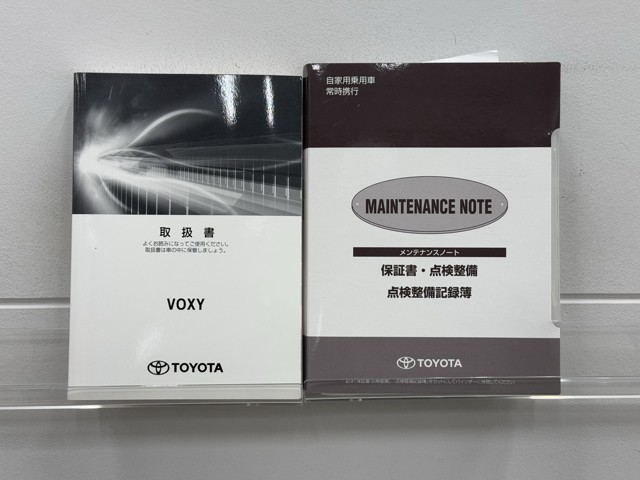 取扱書
よくお読みになってご使用ください。
取扱書は車の中に保管しましょう。
VOXY
TOYOTA
自家用乗用車
常時携行
MAINTENANCE NOTE
メンテナンスノート
保証書・点検整備
点検整備記録簿
TOYOTA